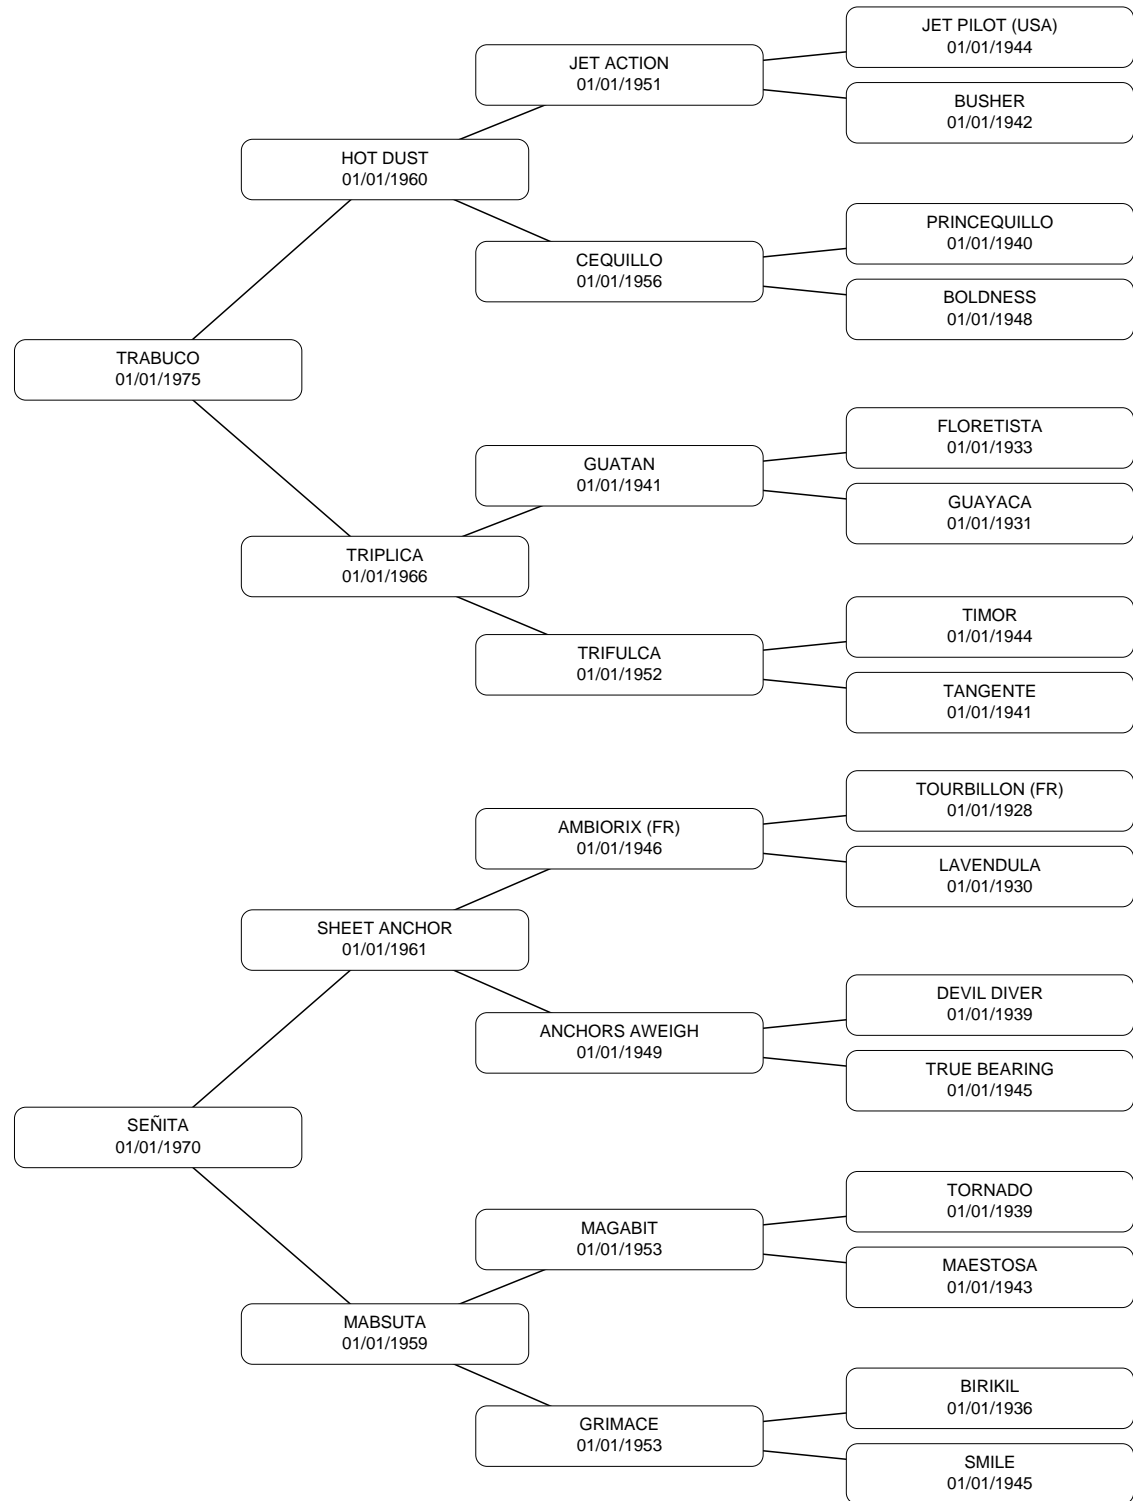 JET PILOT (USA)
01/01/1944
JET ACTION
01/01/1951
BUSHER
01/01/1942
HOT DUST
01/01/1960
PRINCEQUILLO
01/01/1940
CEQUILLO
01/01/1956
BOLDNESS
01/01/1948
TRABUCO
01/01/1975
FLORETISTA
01/01/1933
GUATAN
01/01/1941
GUAYACA
01/01/1931
TRIPLICA
01/01/1966
TIMOR
01/01/1944
TRIFULCA
01/01/1952
TANGENTE
01/01/1941
TOURBILLON (FR)
01/01/1928
AMBIORIX (FR)
01/01/1946
LAVENDULA
01/01/1930
SHEET ANCHOR
01/01/1961
DEVIL DIVER
01/01/1939
ANCHORS AWEIGH
01/01/1949
TRUE BEARING
01/01/1945
SEÑITA
01/01/1970
TORNADO
01/01/1939
MAGABIT
01/01/1953
MAESTOSA
01/01/1943
MABSUTA
01/01/1959
BIRIKIL
01/01/1936
GRIMACE
01/01/1953
SMILE
01/01/1945